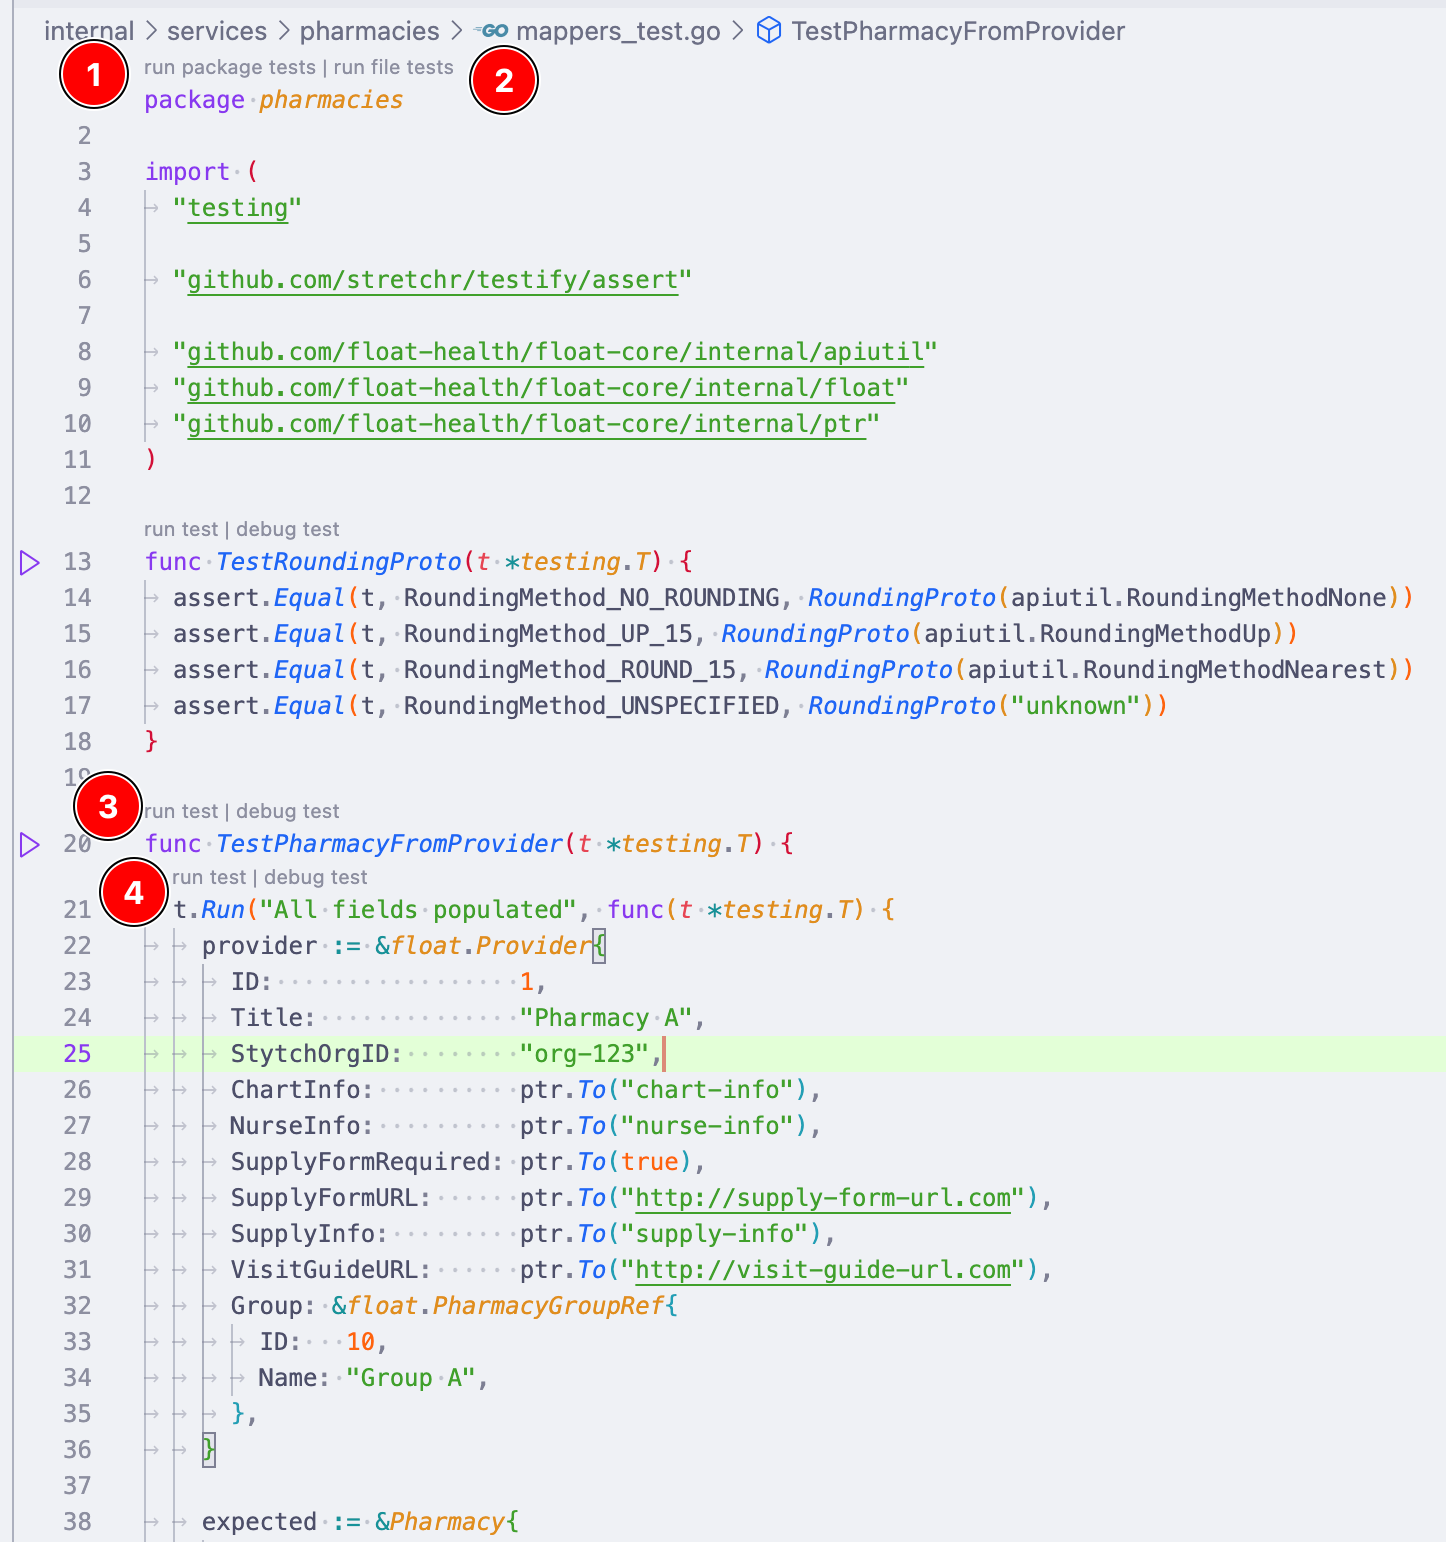 internal > services > pharmacies > GO mappers_test.go > TestPharmacyFromProvider
1 run package tests | run file tests 2
package pharmacies
2
3 import (
4 "testing"
5
6 "github.com/stretchr/testify/assert"
7
8 "github.com/float-health/float-core/internal/apiutil"
9 "github.com/float-health/float-core/internal/float"
10 "github.com/float-health/float-core/internal/ptr"
11 )
12
run test | debug test
13 func TestRoundingProto(t *testing.T) {
14 assert.Equal(t, RoundingMethod_NO_ROUNDING, RoundingProto(apiutil.RoundingMethodNone))
15 assert.Equal(t, RoundingMethod_UP_15, RoundingProto(apiutil.RoundingMethodUp))
16 assert.Equal(t, RoundingMethod_ROUND_15, RoundingProto(apiutil.RoundingMethodNearest))
17 assert.Equal(t, RoundingMethod_UNSPECIFIED, RoundingProto("unknown"))
18 }
19
3 run test | debug test
20 func TestPharmacyFromProvider(t *testing.T) {
4 run test | debug test
21 t.Run("All fields populated", func(t *testing.T) {
22 provider := &float.Provider{
23 ID: 1,
24 Title: "Pharmacy A",
25 StytchOrgID: "org-123",
26 ChartInfo: ptr.To("chart-info"),
27 NurseInfo: ptr.To("nurse-info"),
28 SupplyFormRequired: ptr.To(true),
29 SupplyFormURL: ptr.To("http://supply-form-url.com"),
30 SupplyInfo: ptr.To("supply-info"),
31 VisitGuideURL: ptr.To("http://visit-guide-url.com"),
32 Group: &float.PharmacyGroupRef{
33 ID: 10,
34 Name: "Group A",
35 },
36 }
37
38 expected := &Pharmacy{